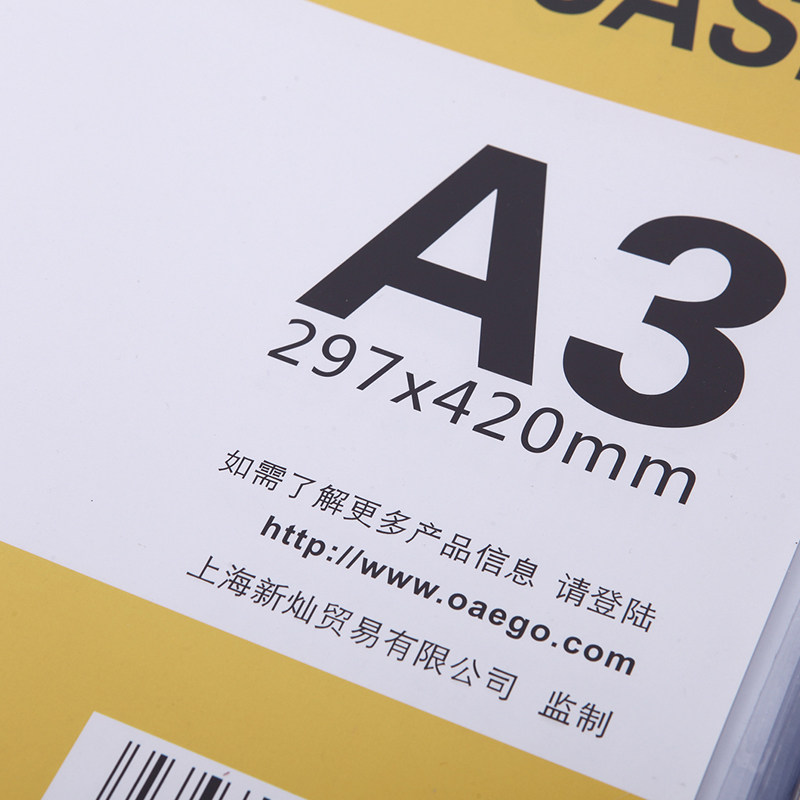 A3
297x420mm
如需了解更多产品信息 请登陆
http://www.oaego.com
上海新灿贸易有限公司 监制